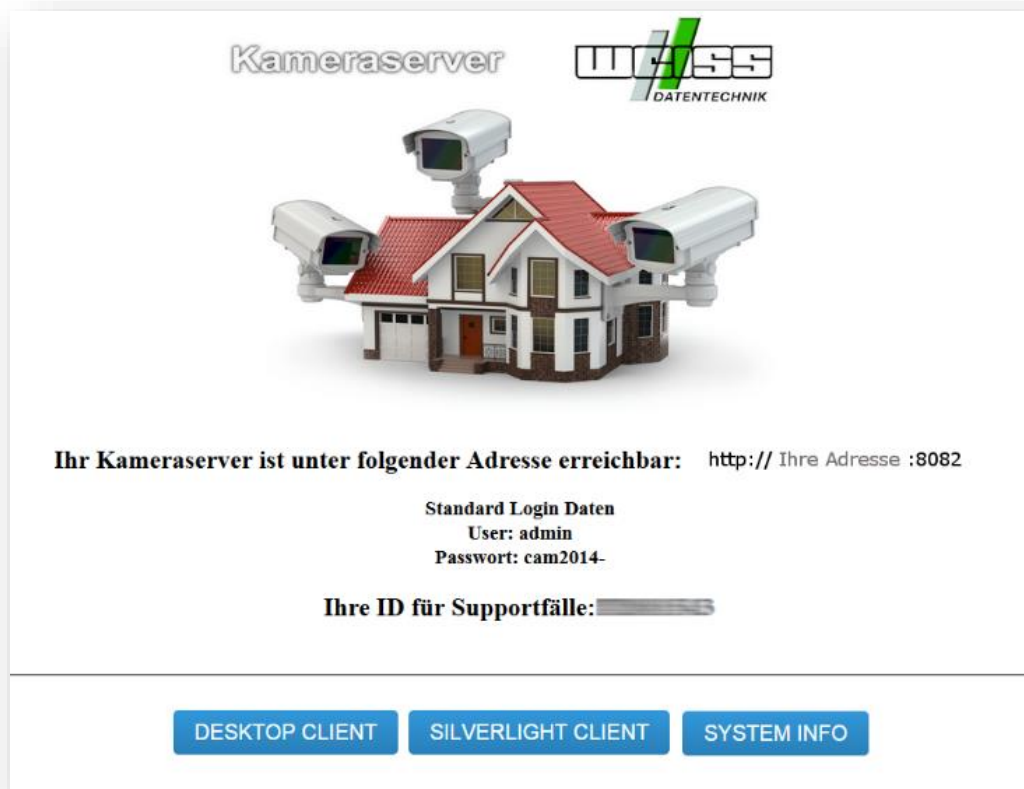 Kameraserver
WEISS
DATENTECHNIK
Ihr Kameraserver ist unter folgender Adresse erreichbar: http:// Ihre Adresse :8082
Standard Login Daten
User: admin
Passwort: cam2014-
Ihre ID für Supportfälle:
DESKTOP CLIENT SILVERLIGHT CLIENT SYSTEM INFO